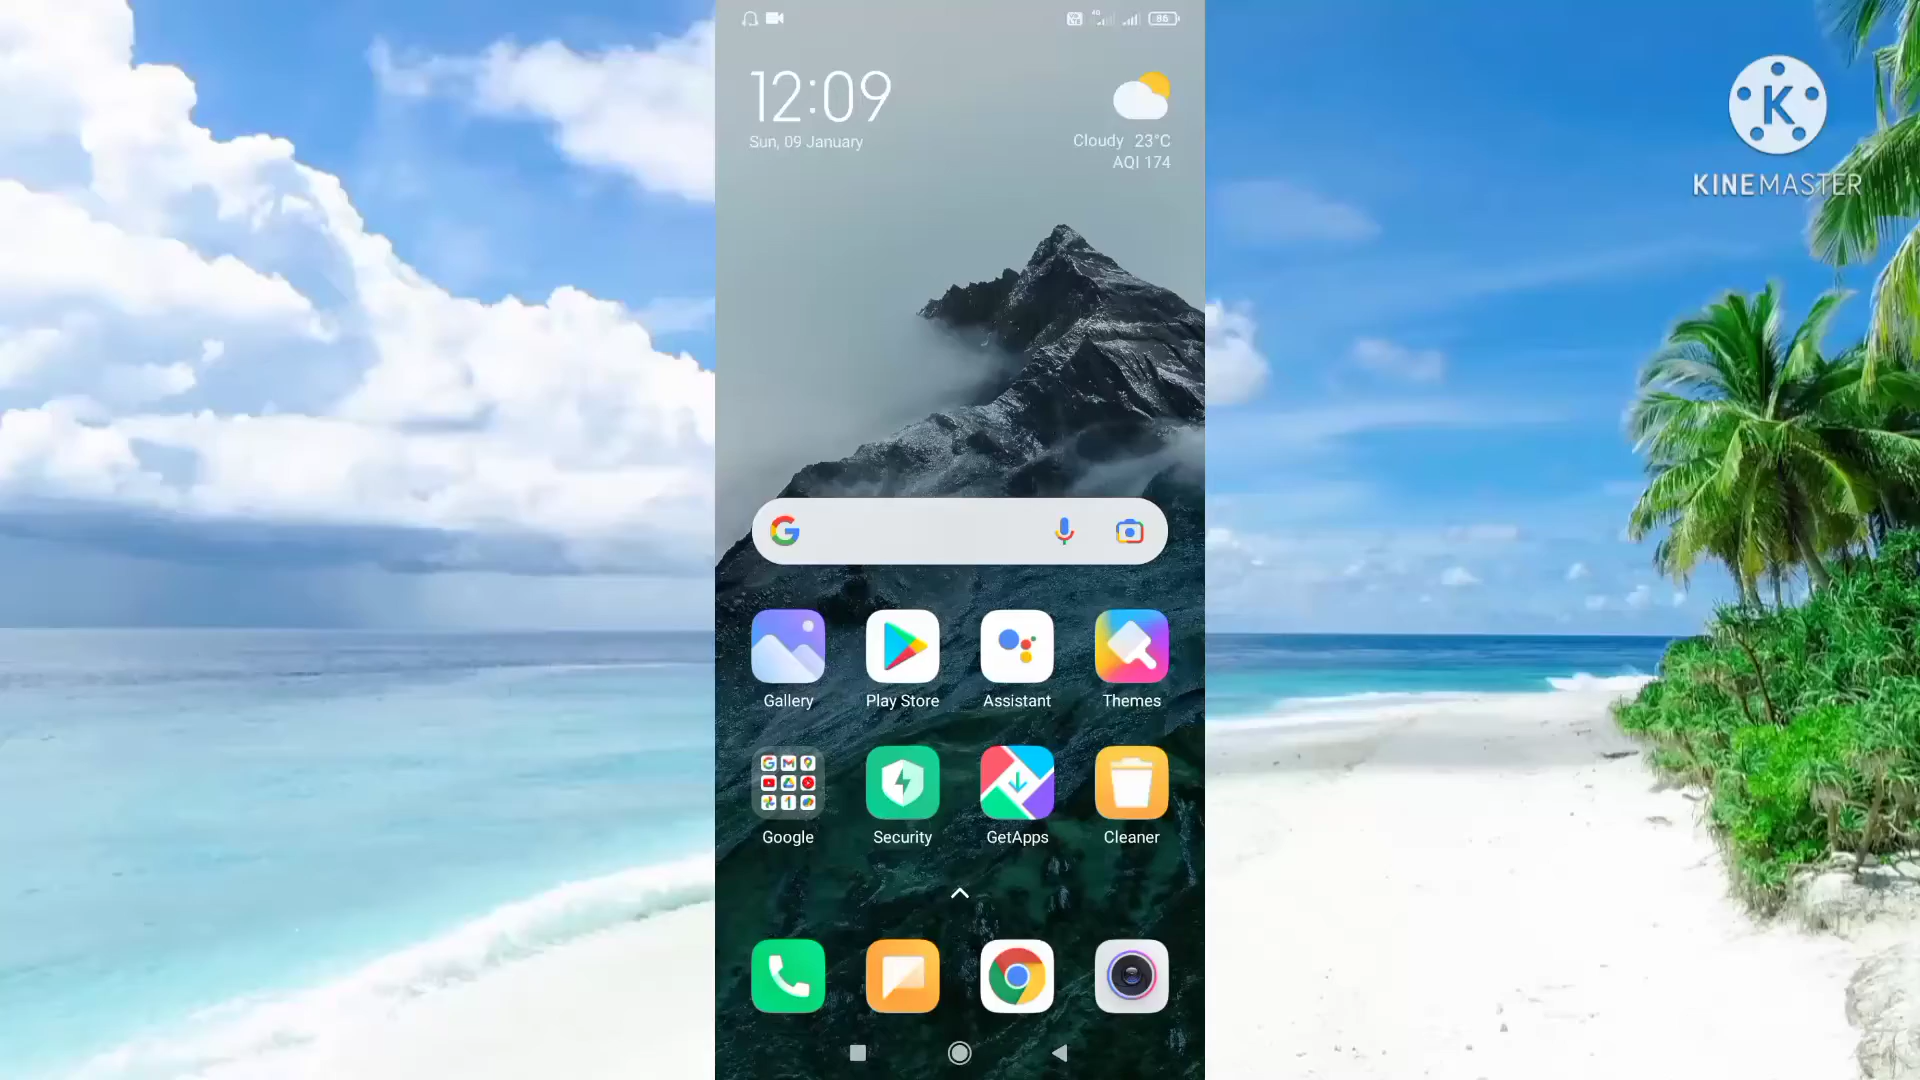 96
12:09
Sun, 09 January
Cloudy 23°C
AQI 174
K
KINEMASTER
Gallery
Play Store
Assistant
Themes
Google
Security
GetApps
Cleaner